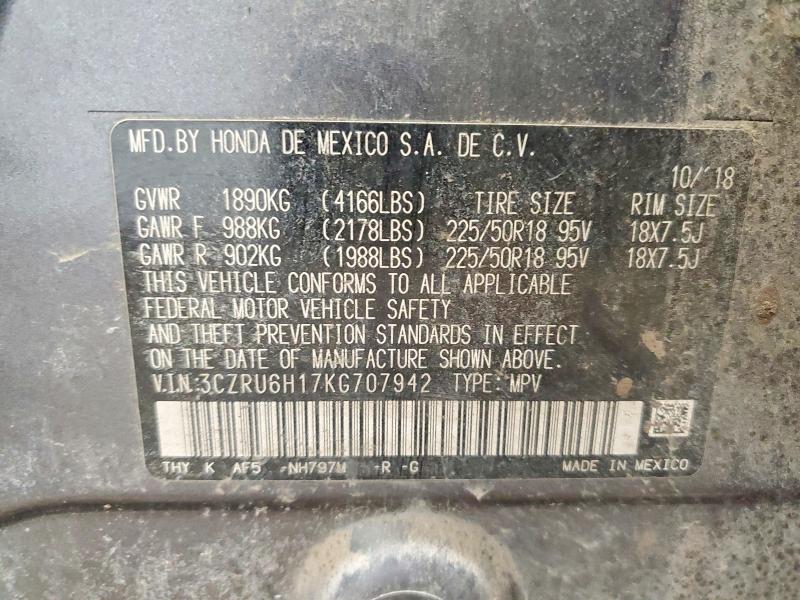 MFD.BY HONDA DE MEXICO S.A. DE C.V.
10/'18
GVWR 1890KG (4166LBS) TIRE SIZE RIM SIZE
GAWR F 988KG (2178LBS) 225/50R18 95V 18X7.5J
GAWR R 902KG (1988LBS) 225/50R18 95V 18X7.5J
THIS VEHICLE CONFORMS TO ALL APPLICABLE
FEDERAL MOTOR VEHICLE SAFETY
AND THEFT PREVENTION STANDARDS IN EFFECT
ON THE DATE OF MANUFACTURE SHOWN ABOVE.
V.I.N:3CZRU6H17KG707942 TYPE: MPV
THY K AF5 -NH797M -R -G MADE IN MEXICO